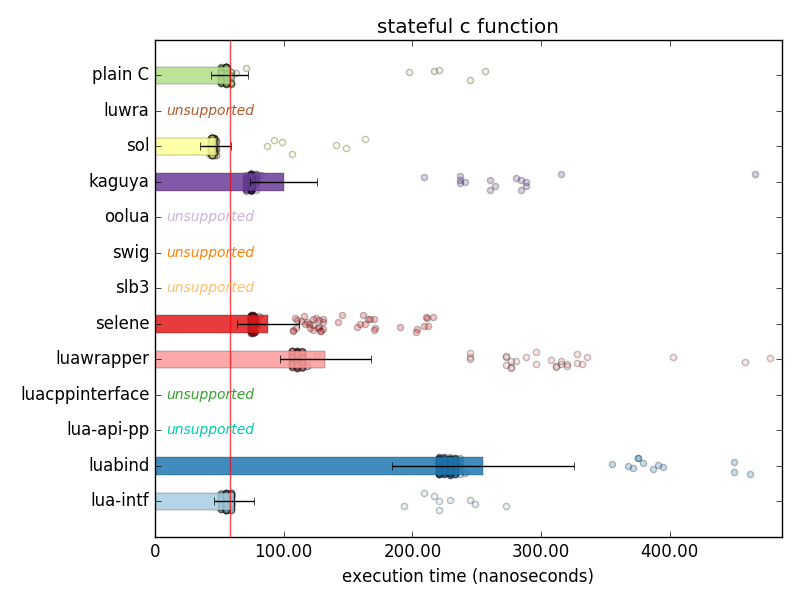 stateful c function
plain C
luwra unsupported
sol
kaguya
oolua unsupported
swig unsupported
slb3 unsupported
selene
luawrapper
luacppinterface unsupported
lua-api-pp unsupported
luabind
lua-intf
0 100.00 200.00 300.00 400.00
execution time (nanoseconds)